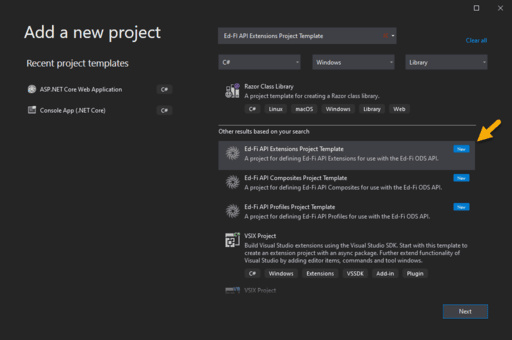 Add a new project
Ed-Fi API Extensions Project Template
Clear all
Recent project templates
C#
Windows
Library
ASP.NET Core Web Application
C#
Console App (.NET Core)
C#
Razor Class Library
A project template for creating a Razor class library.
C# Linux macOS Windows Library Web
Other results based on your search
Ed-Fi API Extensions Project Template
New
A project for defining Ed-Fi API Extensions for use with the Ed-Fi ODS API.
Ed-Fi API Composites Project Template
New
A project for defining Ed-Fi API Composites for use with the Ed-Fi ODS API.
Ed-Fi API Profiles Project Template
New
A project for defining Ed-Fi API Profiles for use with the Ed-Fi ODS API.
VSIX Project
Build Visual Studio extensions using the Visual Studio SDK. Start with this template
to create an extension project with an async package. Further extend functionality of
Visual Studio by adding editor items, commands and tool windows.
C# Windows Extensions VSSDK Add-in Plugin
VSIX Project
Next